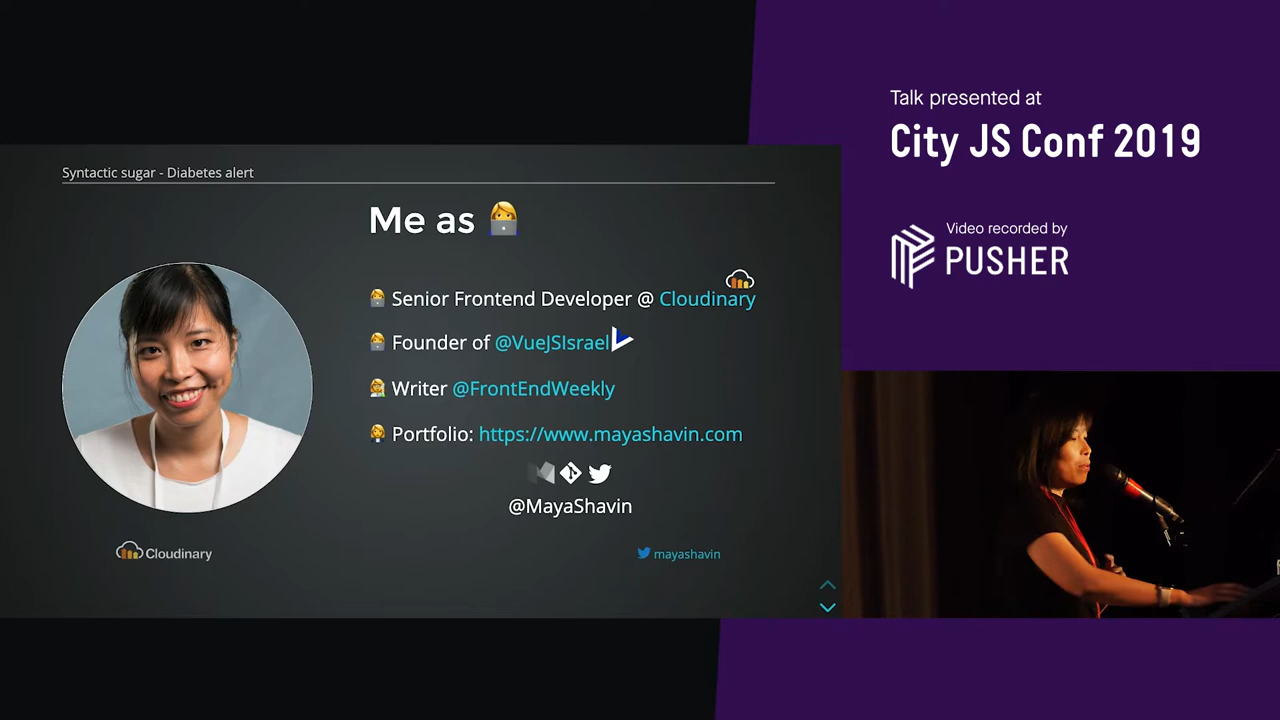 Syntactic sugar - Diabetes alert
Me as
Senior Frontend Developer @ Cloudinary
Founder of @VueJSIsrael
Writer @FrontEndWeekly
Portfolio: https://www.mayashavin.com
@MayaShavin
Cloudinary
mayashavin
Talk presented at
City JS Conf 2019
Video recorded by
PUSHER